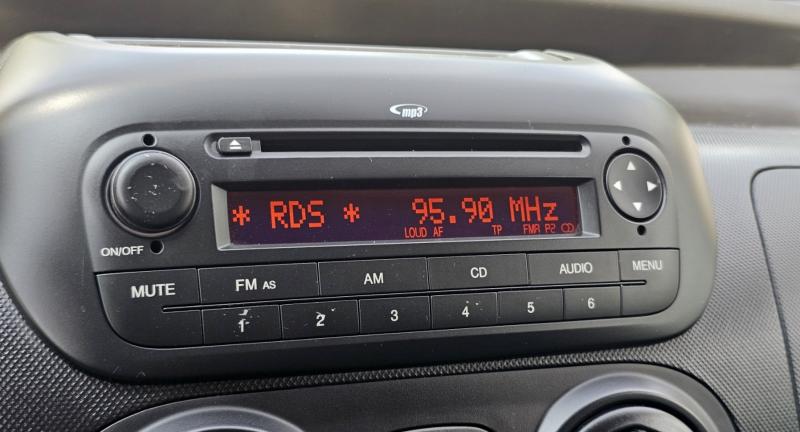 mp3
* RDS * 95.90 MHz
LOUD AF TP FMA P2 CD
ON/OFF
MUTE FM AS AM CD AUDIO MENU
1 2 3 4 5 6